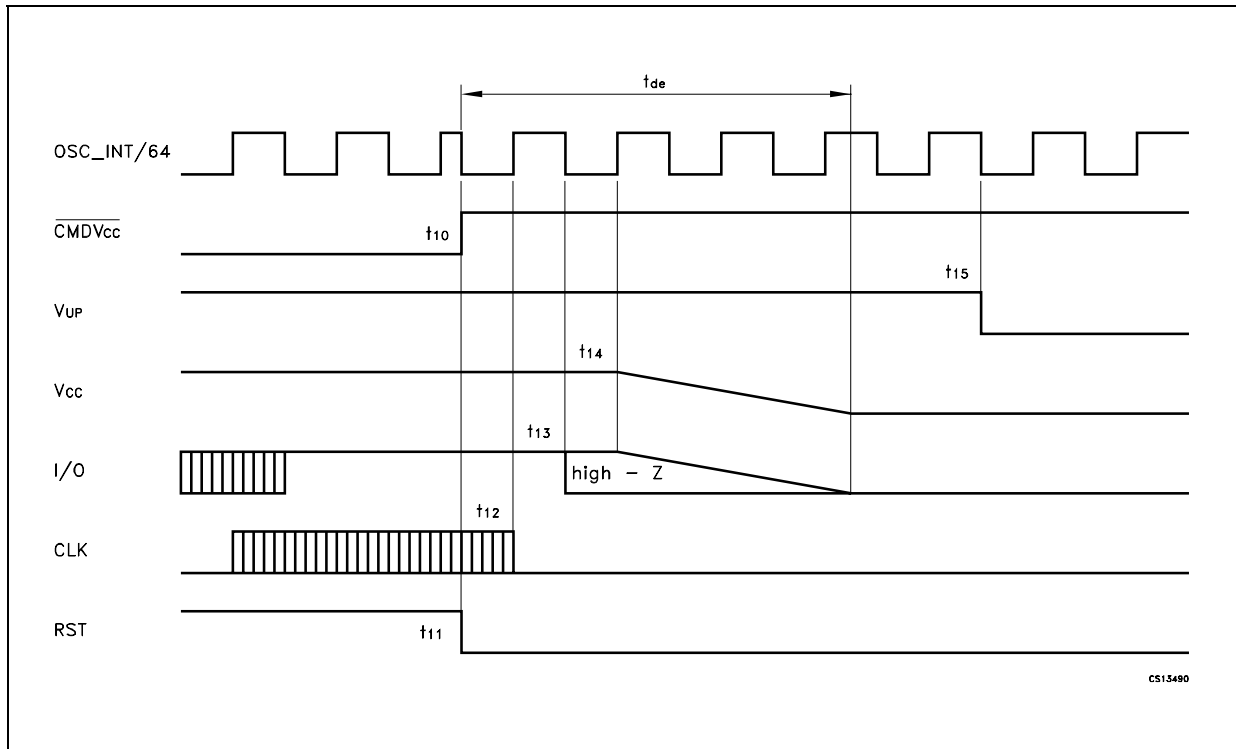 tde
OSC_INT/64
CMDVcc
t10
t15
VUP
t14
Vcc
t13
I/O
high - Z
t12
CLK
RST
t11
CS13490